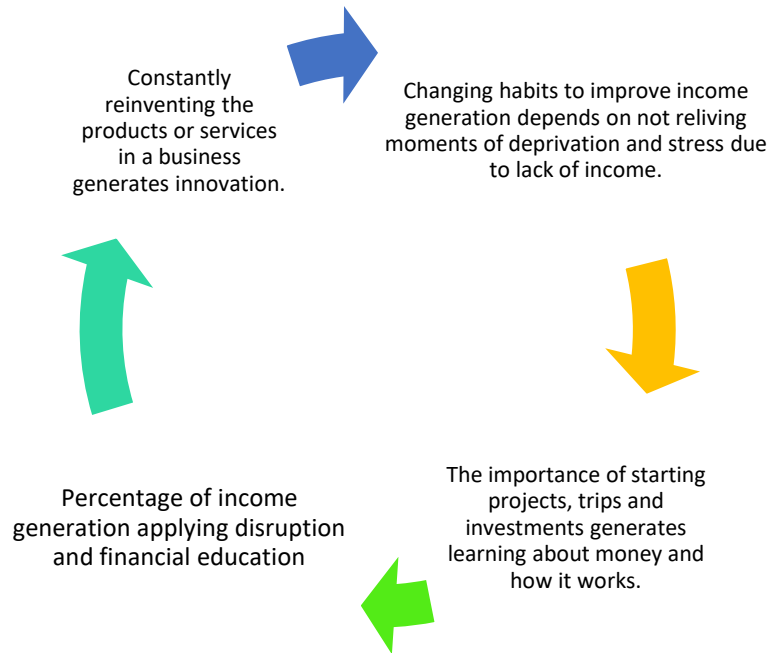 Constantly
reinventing the
products or services
in a business
generates innovation.
Changing habits to improve income
generation depends on not reliving
moments of deprivation and stress due
to lack of income.
The importance of starting
projects, trips and
investments generates
learning about money and
how it works.
Percentage of income
generation applying disruption
and financial education